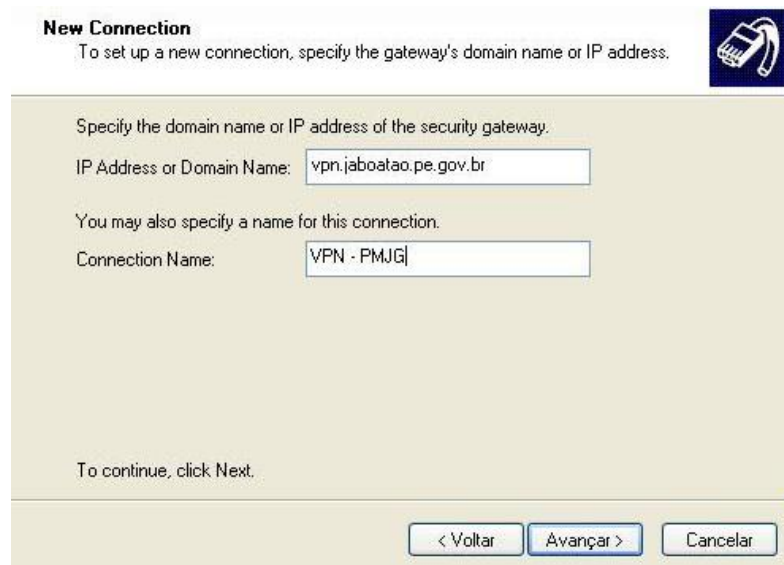 New Connection
To set up a new connection, specify the gateway's domain name or IP address.
Specify the domain name or IP address of the security gateway.
IP Address or Domain Name: vpn.jaboatao.pe.gov.br
You may also specify a name for this connection.
Connection Name: VPN - PMJG
To continue, click Next.
< Voltar Avançar > Cancelar